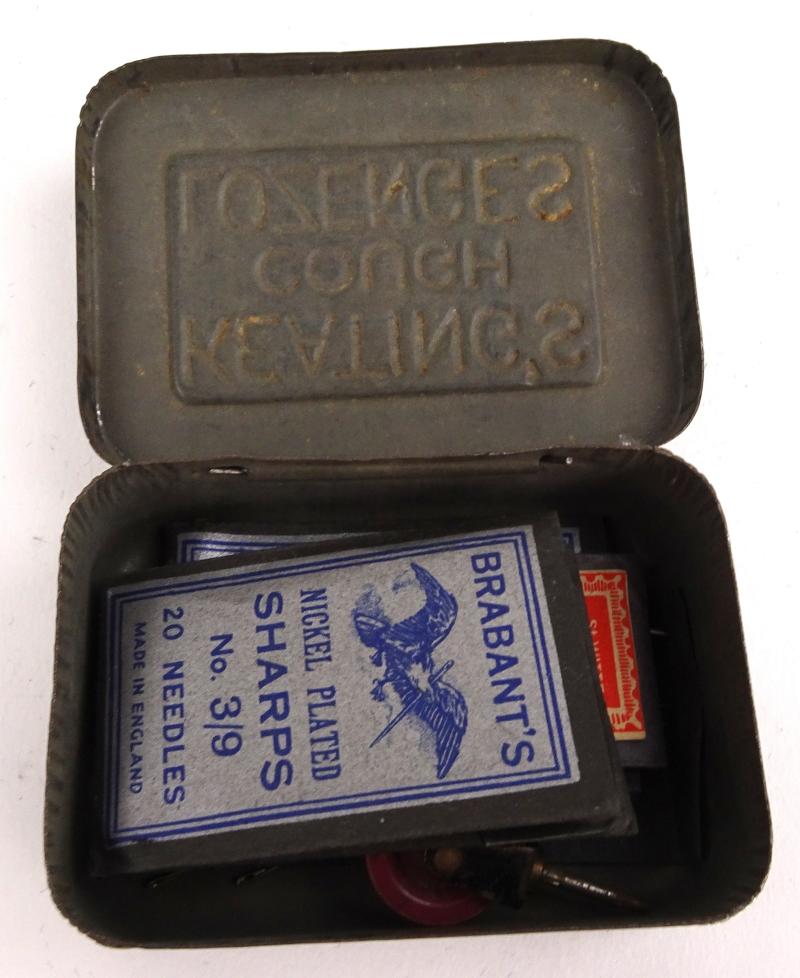 KEATING'S
COUGH
LOZENGES
BRABANT'S
NICKEL PLATED
SHARPS
No. 3/9
20 NEEDLES
MADE IN ENGLAND